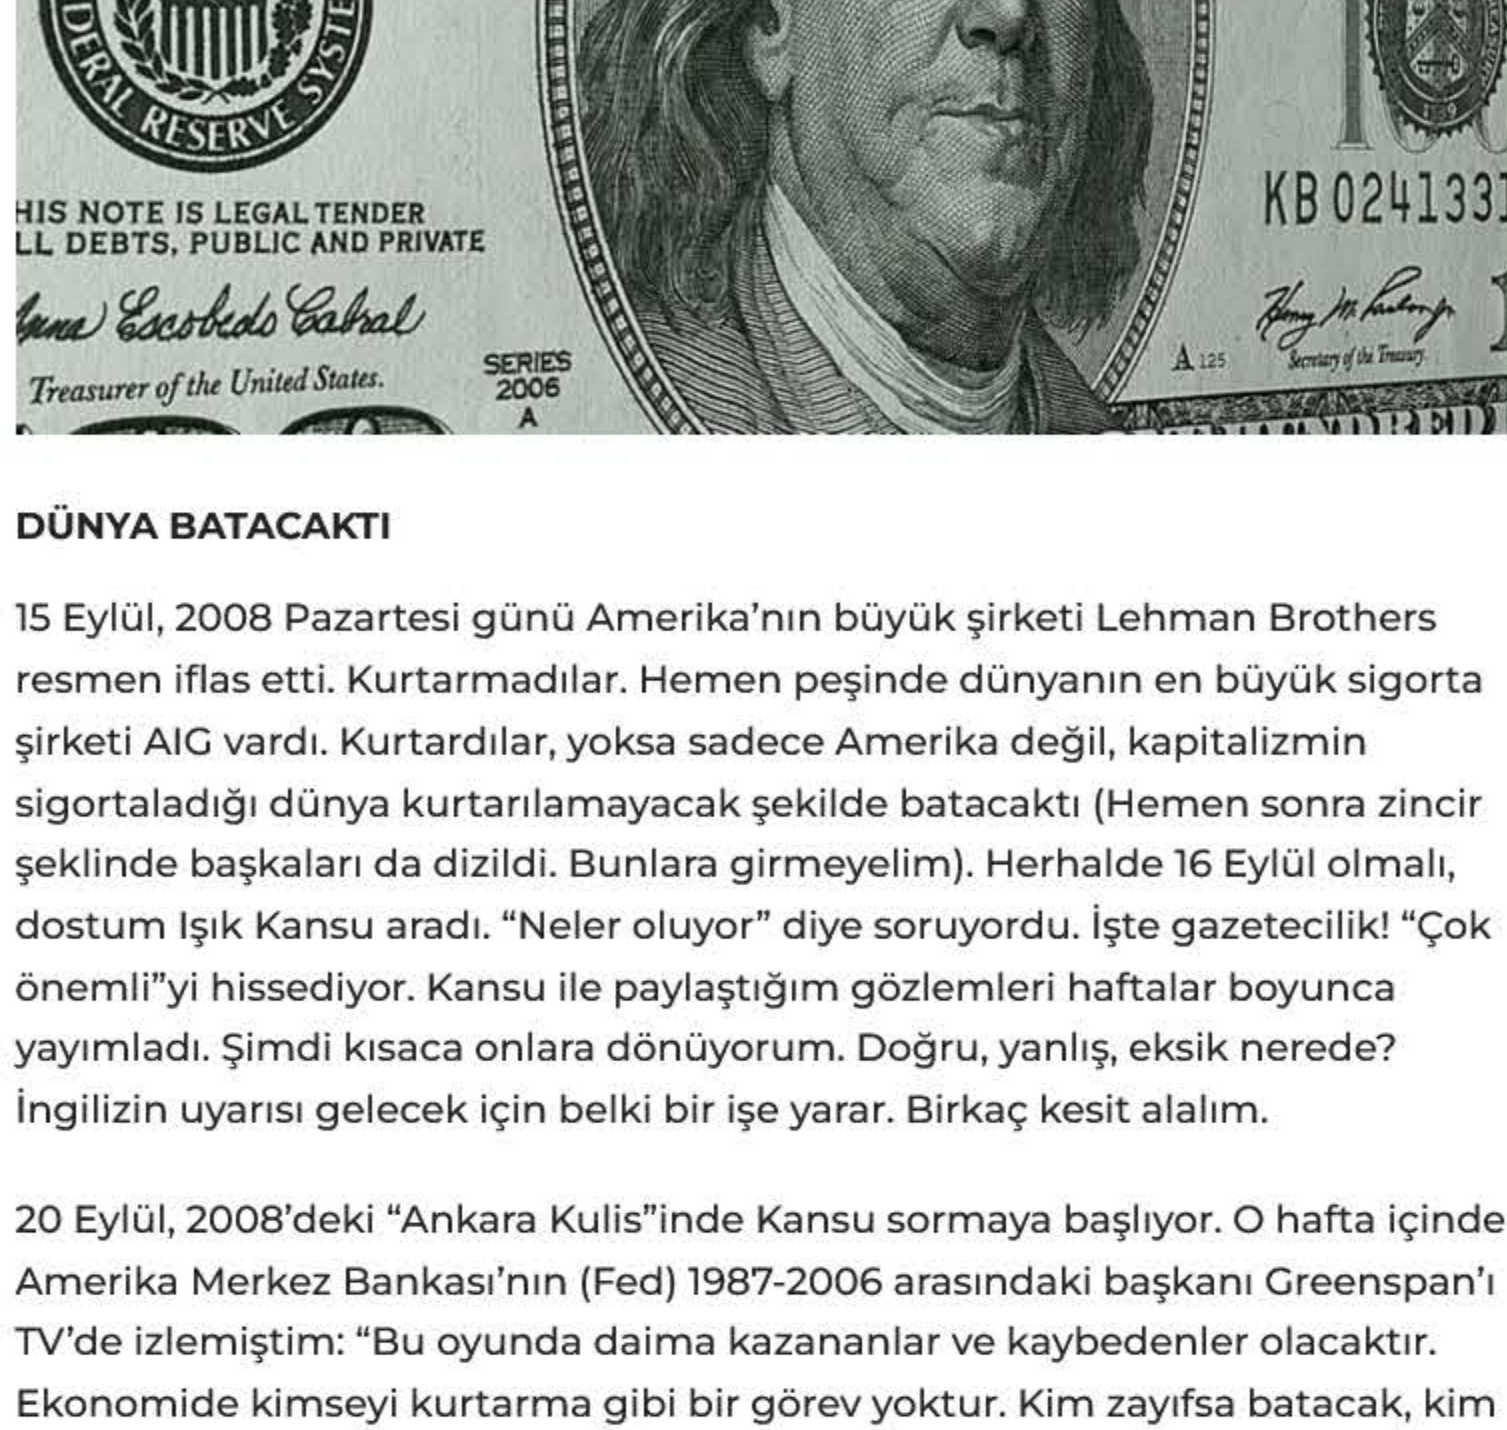 DERAL RESERVE SYSTE
HIS NOTE IS LEGAL TENDER
LL DEBTS, PUBLIC AND PRIVATE
Anna Escobedo Cabral
Treasurer of the United States.
SERIES
2006
A
KB 0241337
A 125
Henry M. Paulson Jr
Secretary of the Treasury.
DÜNYA BATACAKTI
15 Eylül, 2008 Pazartesi günü Amerika’nın büyük şirketi Lehman Brothers
resmen iflas etti. Kurtarmadılar. Hemen peşinde dünyanın en büyük sigorta
şirketi AIG vardı. Kurtardılar, yoksa sadece Amerika değil, kapitalizmin
sigortaladığı dünya kurtarılamayacak şekilde batacaktı (Hemen sonra zincir
şeklinde başkaları da dizildi. Bunlara girmeyelim). Herhalde 16 Eylül olmalı,
dostum Işık Kansu aradı. “Neler oluyor” diye soruyordu. İşte gazetecilik! “Çok
önemli”yi hissediyor. Kansu ile paylaştığım gözlemleri haftalar boyunca
yayımladı. Şimdi kısaca onlara dönüyorum. Doğru, yanlış, eksik nerede?
İngilizin uyarısı gelecek için belki bir işe yarar. Birkaç kesit alalım.
20 Eylül, 2008’deki “Ankara Kulis”inde Kansu sormaya başlıyor. O hafta içinde
Amerika Merkez Bankası’nın (Fed) 1987-2006 arasındaki başkanı Greenspan’ı
TV’de izlemiştim: “Bu oyunda daima kazananlar ve kaybedenler olacaktır.
Ekonomide kimseyi kurtarma gibi bir görev yoktur. Kim zayıfsa batacak, kim